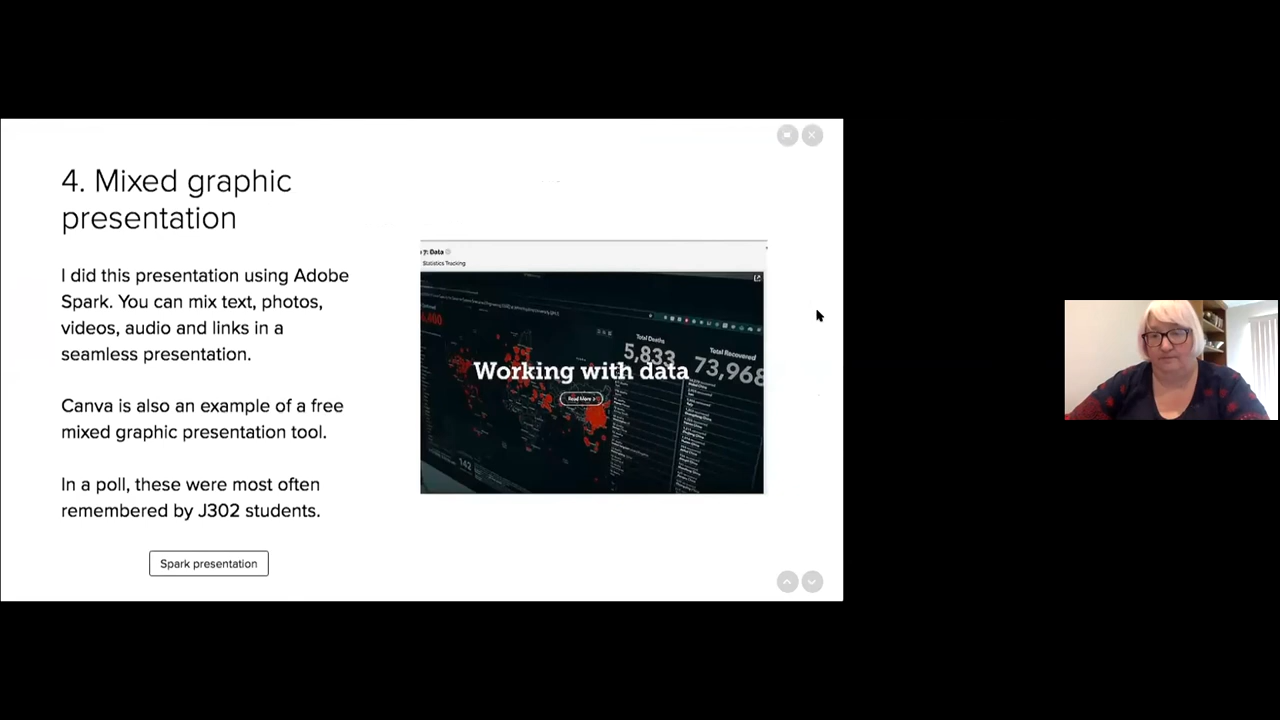 4. Mixed graphic
presentation
I did this presentation using Adobe
Spark. You can mix text, photos,
videos, audio and links in a
seamless presentation.
Canva is also an example of a free
mixed graphic presentation tool.
In a poll, these were most often
remembered by J302 students.
Spark presentation
Data
Statistics Tracking
Total Deaths
5,833
Total Recovered
73,968
Working with data
Read More >
142